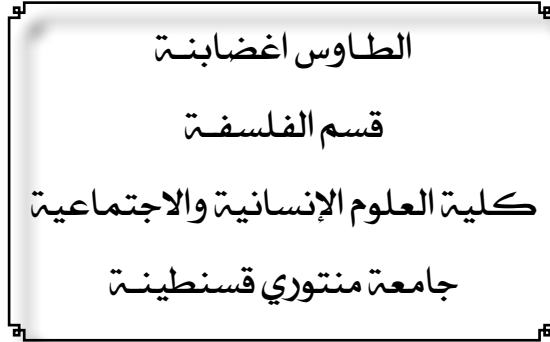 الطاوس اغضابنة
قسم الفلسفة
كلية العلوم الإنسانية والاجتماعية
جامعة منتوري قسنطينة